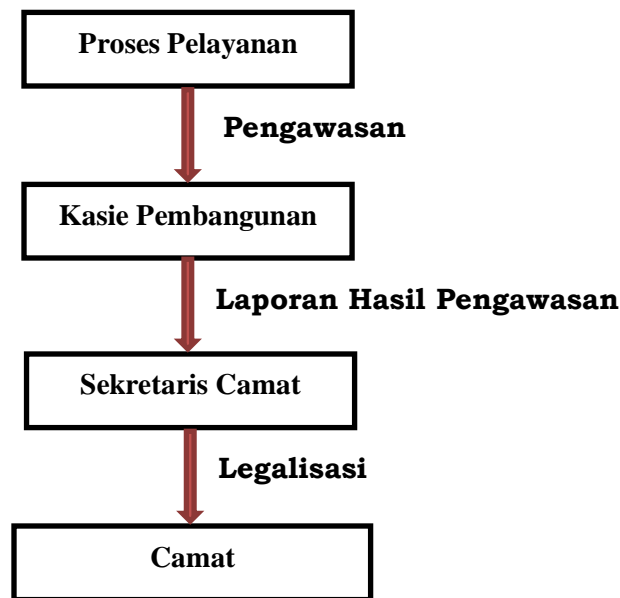 Proses Pelayanan
Pengawasan
Kasie Pembangunan
Laporan Hasil Pengawasan
Sekretaris Camat
Legalisasi
Camat